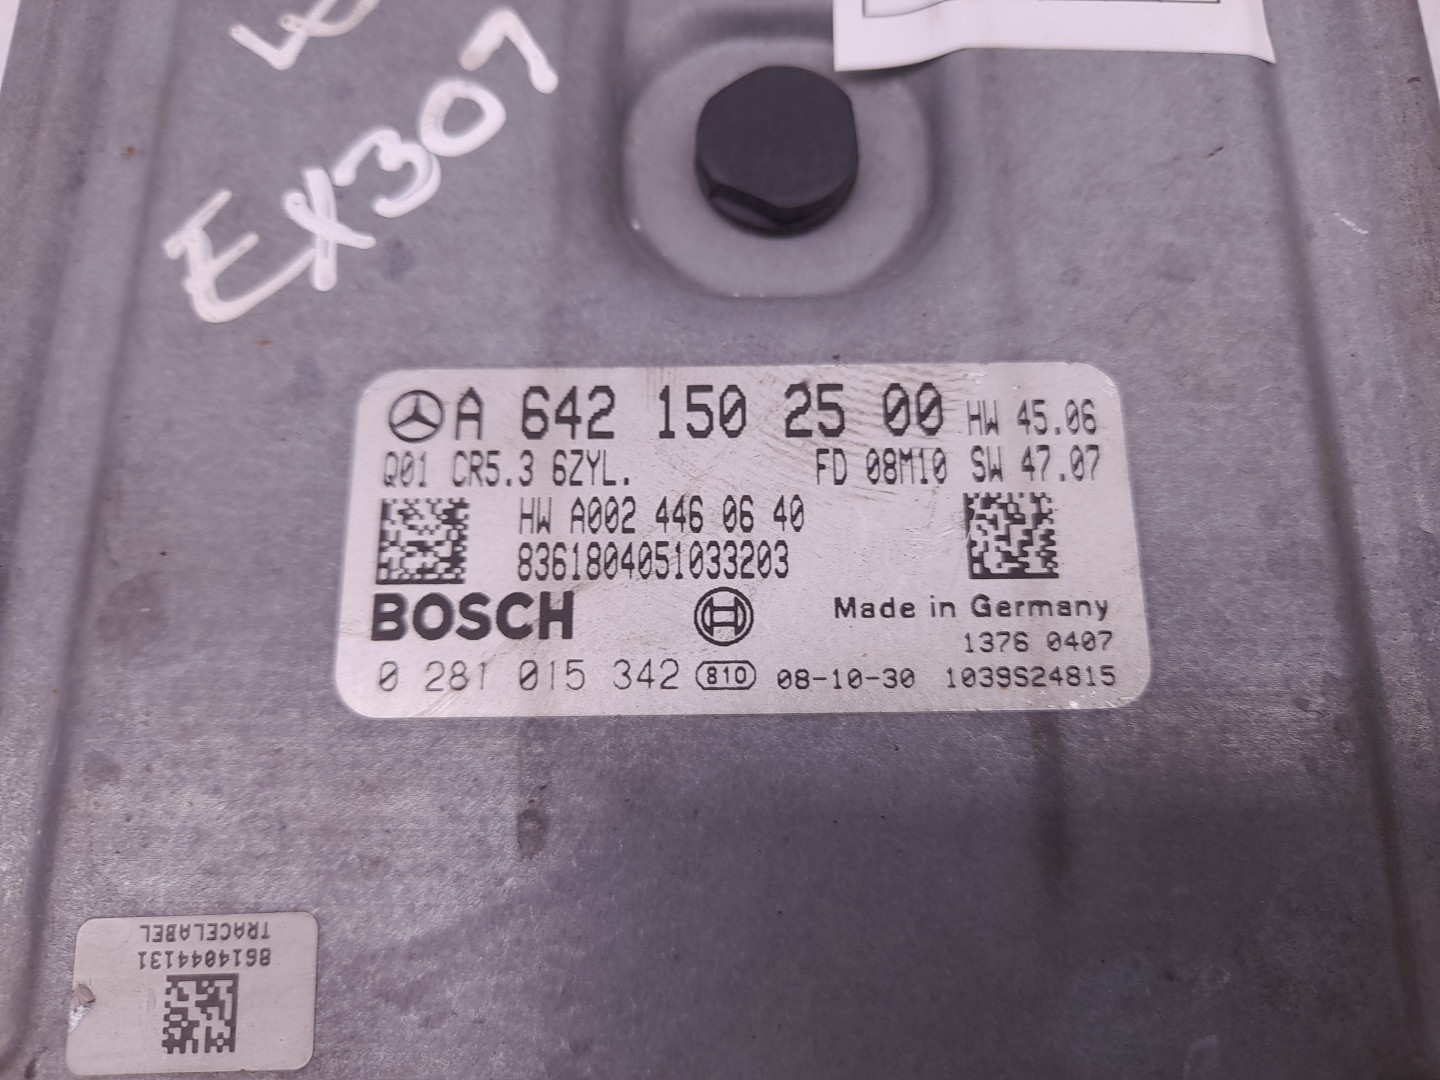 EX307
A 642 150 25 00 HW 45.06
Q01 CR5.3 6ZYL. FD 08M10 SW 47.07
HW A002 446 06 40
8361804051033203
BOSCH
Made in Germany
1376 0407
0 281 015 342 810 08-10-30 1039S24815
TRACELABEL
8614044131